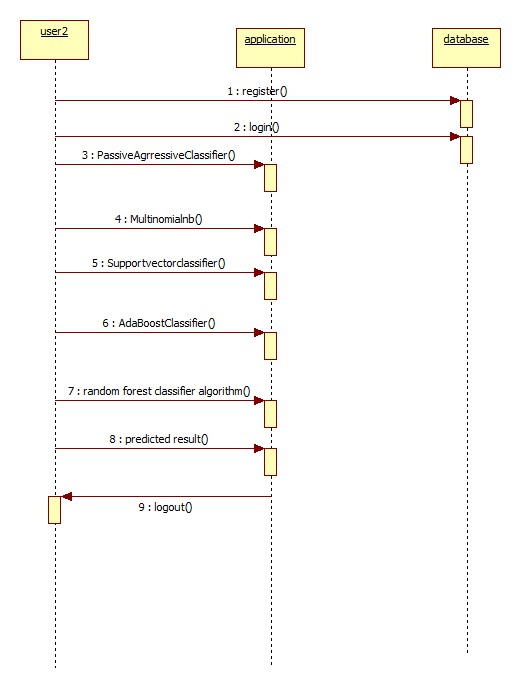 user2
application
database
1 : register()
2 : login()
3 : PassiveAgrressiveClassifier()
4 : Multinomialnb()
5 : Supportvectorclassifier()
6 : AdaBoostClassifier()
7 : random forest classifier algorithm()
8 : predicted result()
9 : logout()